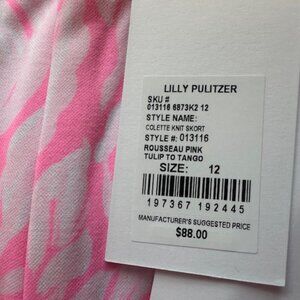 LILLY PULITZER
SKU #
013116 6873K2 12
STYLE NAME:
COLETTE KNIT SKORT
STYLE #: 013116
ROUSSEAU PINK
TULIP TO TANGO
SIZE: 12
197367 192445
MANUFACTURER'S SUGGESTED PRICE
$88.00